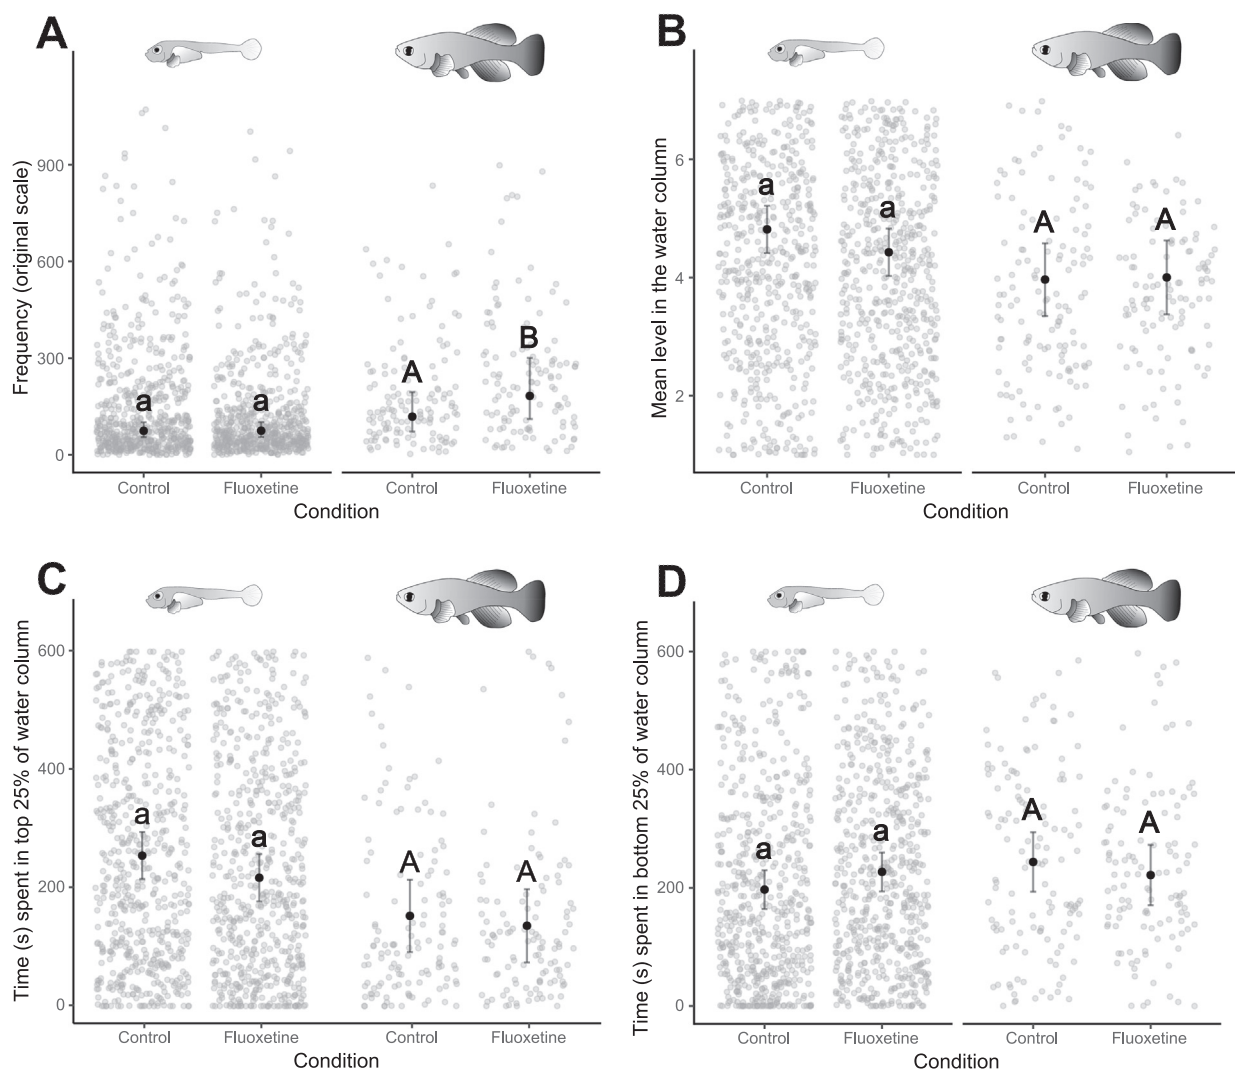 A
Frequency (original scale)
900
600
300
0
a
a
A
B
Control
Fluoxetine
Control
Fluoxetine
Condition
B
Mean level in the water column
6
4
2
a
a
A
A
Control
Fluoxetine
Control
Fluoxetine
Condition
C
Time (s) spent in top 25% of water column
600
400
200
0
a
a
A
A
Control
Fluoxetine
Control
Fluoxetine
Condition
D
Time (s) spent in bottom 25% of water column
600
400
200
0
a
a
A
A
Control
Fluoxetine
Control
Fluoxetine
Condition